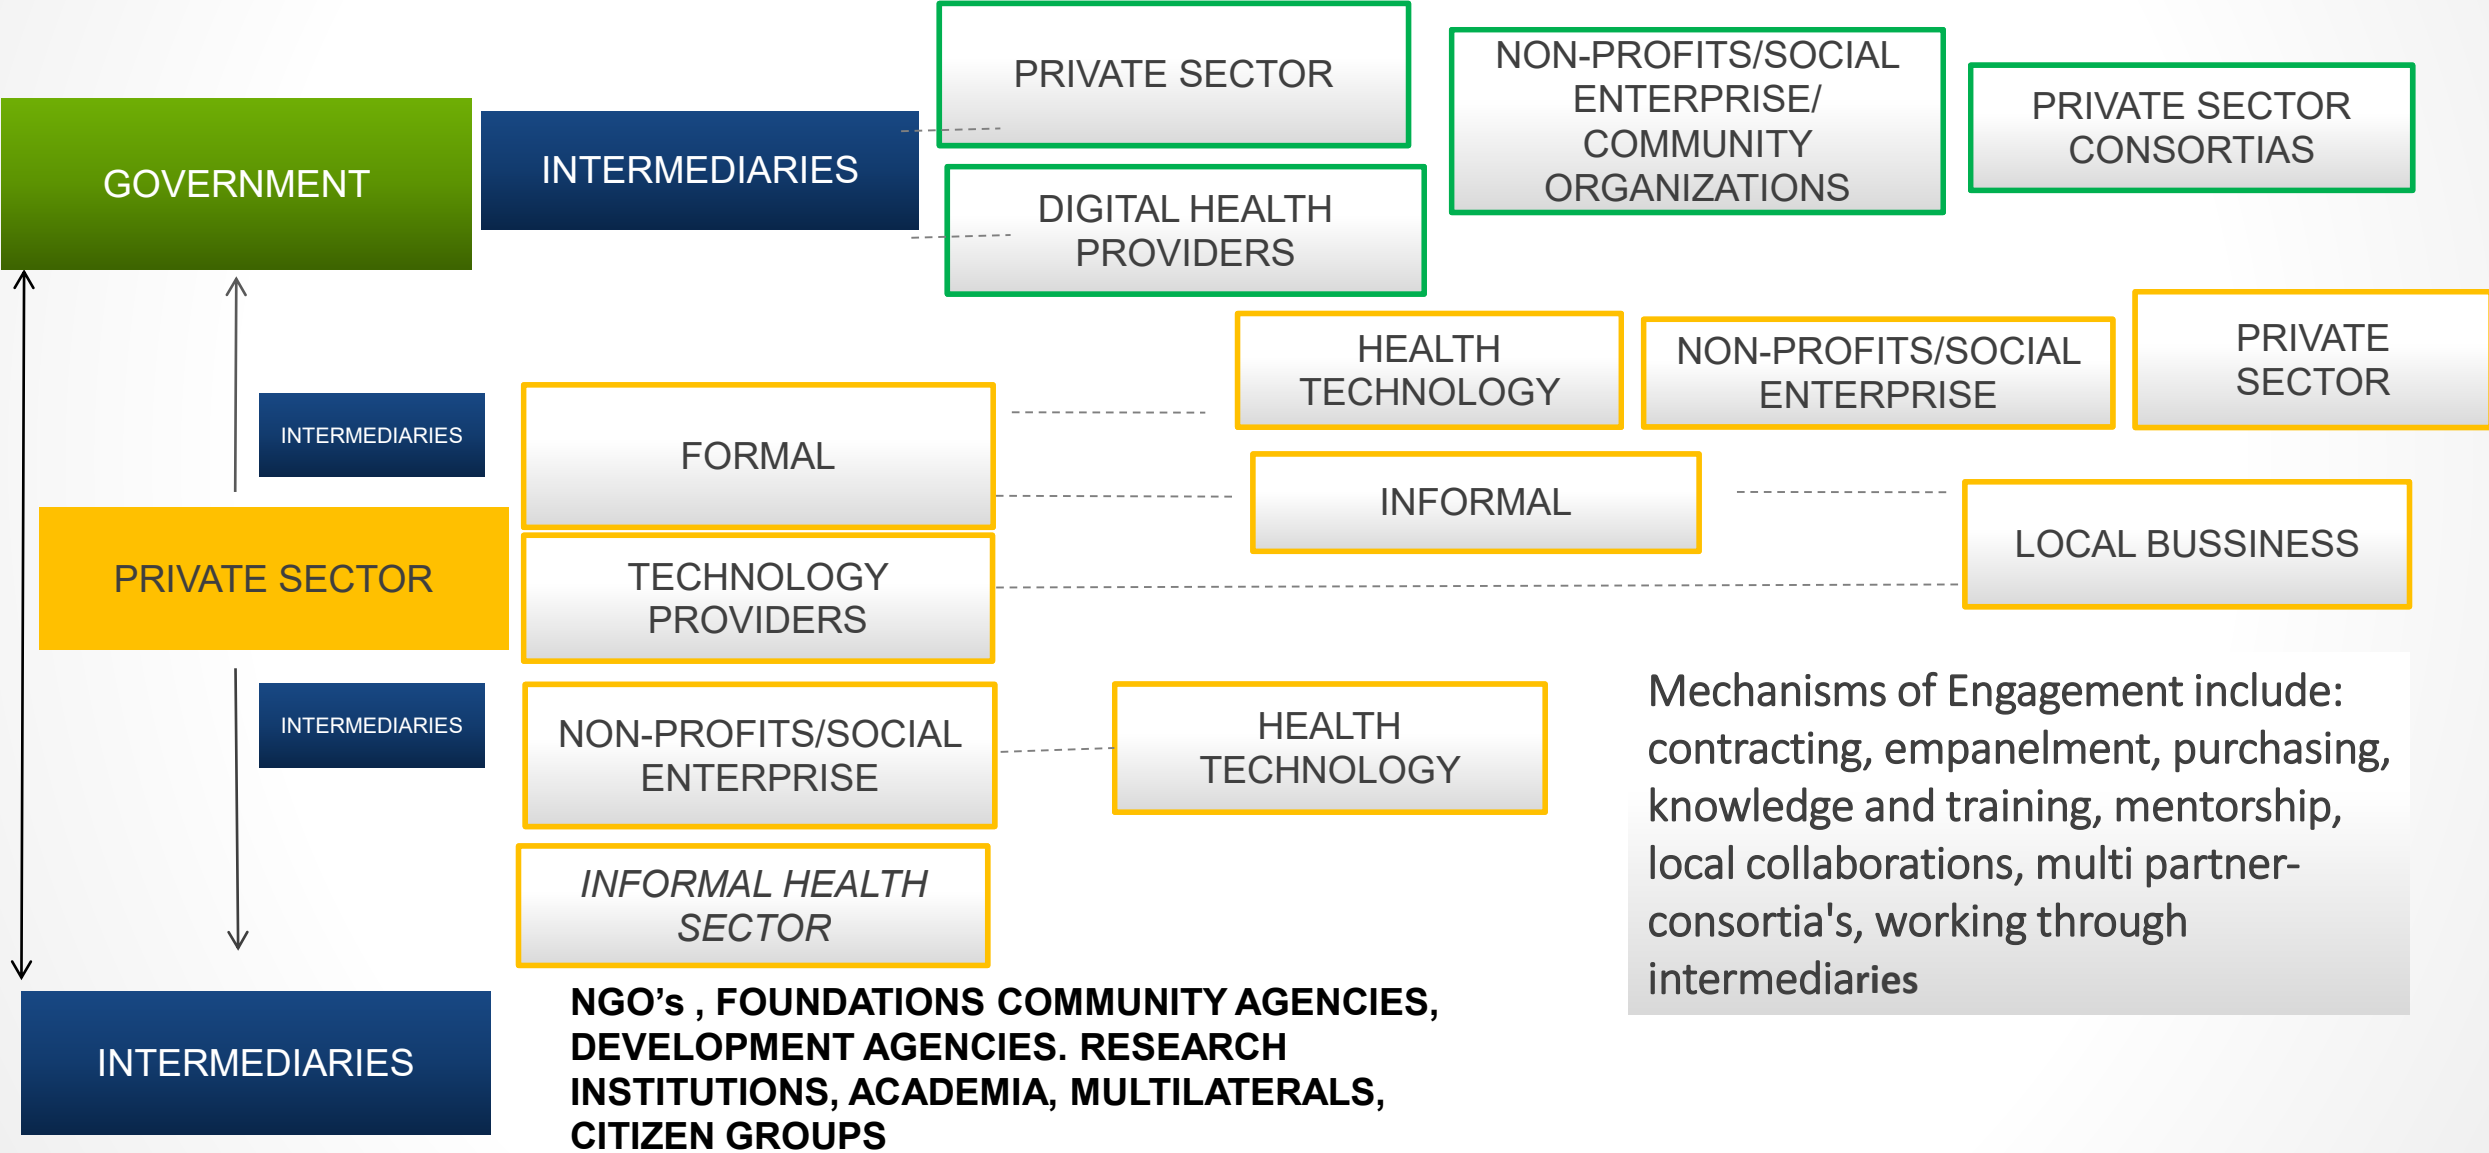 GOVERNMENT
INTERMEDIARIES
PRIVATE SECTOR
DIGITAL HEALTH
PROVIDERS
NON-PROFITS/SOCIAL
ENTERPRISE/
COMMUNITY
ORGANIZATIONS
PRIVATE SECTOR
CONSORTIAS
HEALTH
TECHNOLOGY
NON-PROFITS/SOCIAL
ENTERPRISE
PRIVATE
SECTOR
INTERMEDIARIES
FORMAL
INFORMAL
LOCAL BUSSINESS
PRIVATE SECTOR
TECHNOLOGY
PROVIDERS
INTERMEDIARIES
NON-PROFITS/SOCIAL
ENTERPRISE
HEALTH
TECHNOLOGY
INFORMAL HEALTH
SECTOR
Mechanisms of Engagement include:
contracting, empanelment, purchasing,
knowledge and training, mentorship,
local collaborations, multi partner-
consortia's, working through
intermediaries
INTERMEDIARIES
NGO’s , FOUNDATIONS COMMUNITY AGENCIES,
DEVELOPMENT AGENCIES. RESEARCH
INSTITUTIONS, ACADEMIA, MULTILATERALS,
CITIZEN GROUPS